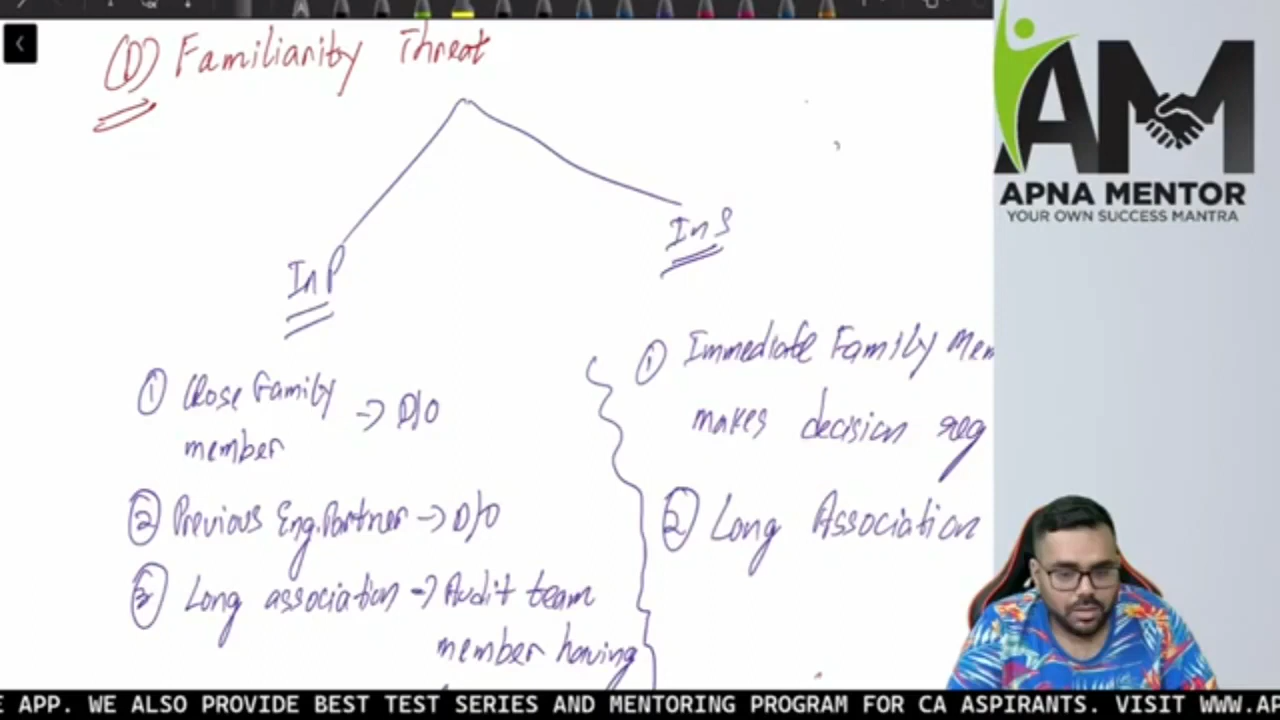 (D) Familiarity Threat
InP
InS
① Close Family member → D/O
② Previous Eng. Partner → D/O
③ Long association → Audit team member having
① Immediate Family Mem
makes decision reg
② Long Association
AM
APNA MENTOR
YOUR OWN SUCCESS MANTRA
E APP. WE ALSO PROVIDE BEST TEST SERIES AND MENTORING PROGRAM FOR CA ASPIRANTS. VISIT WWW.AP